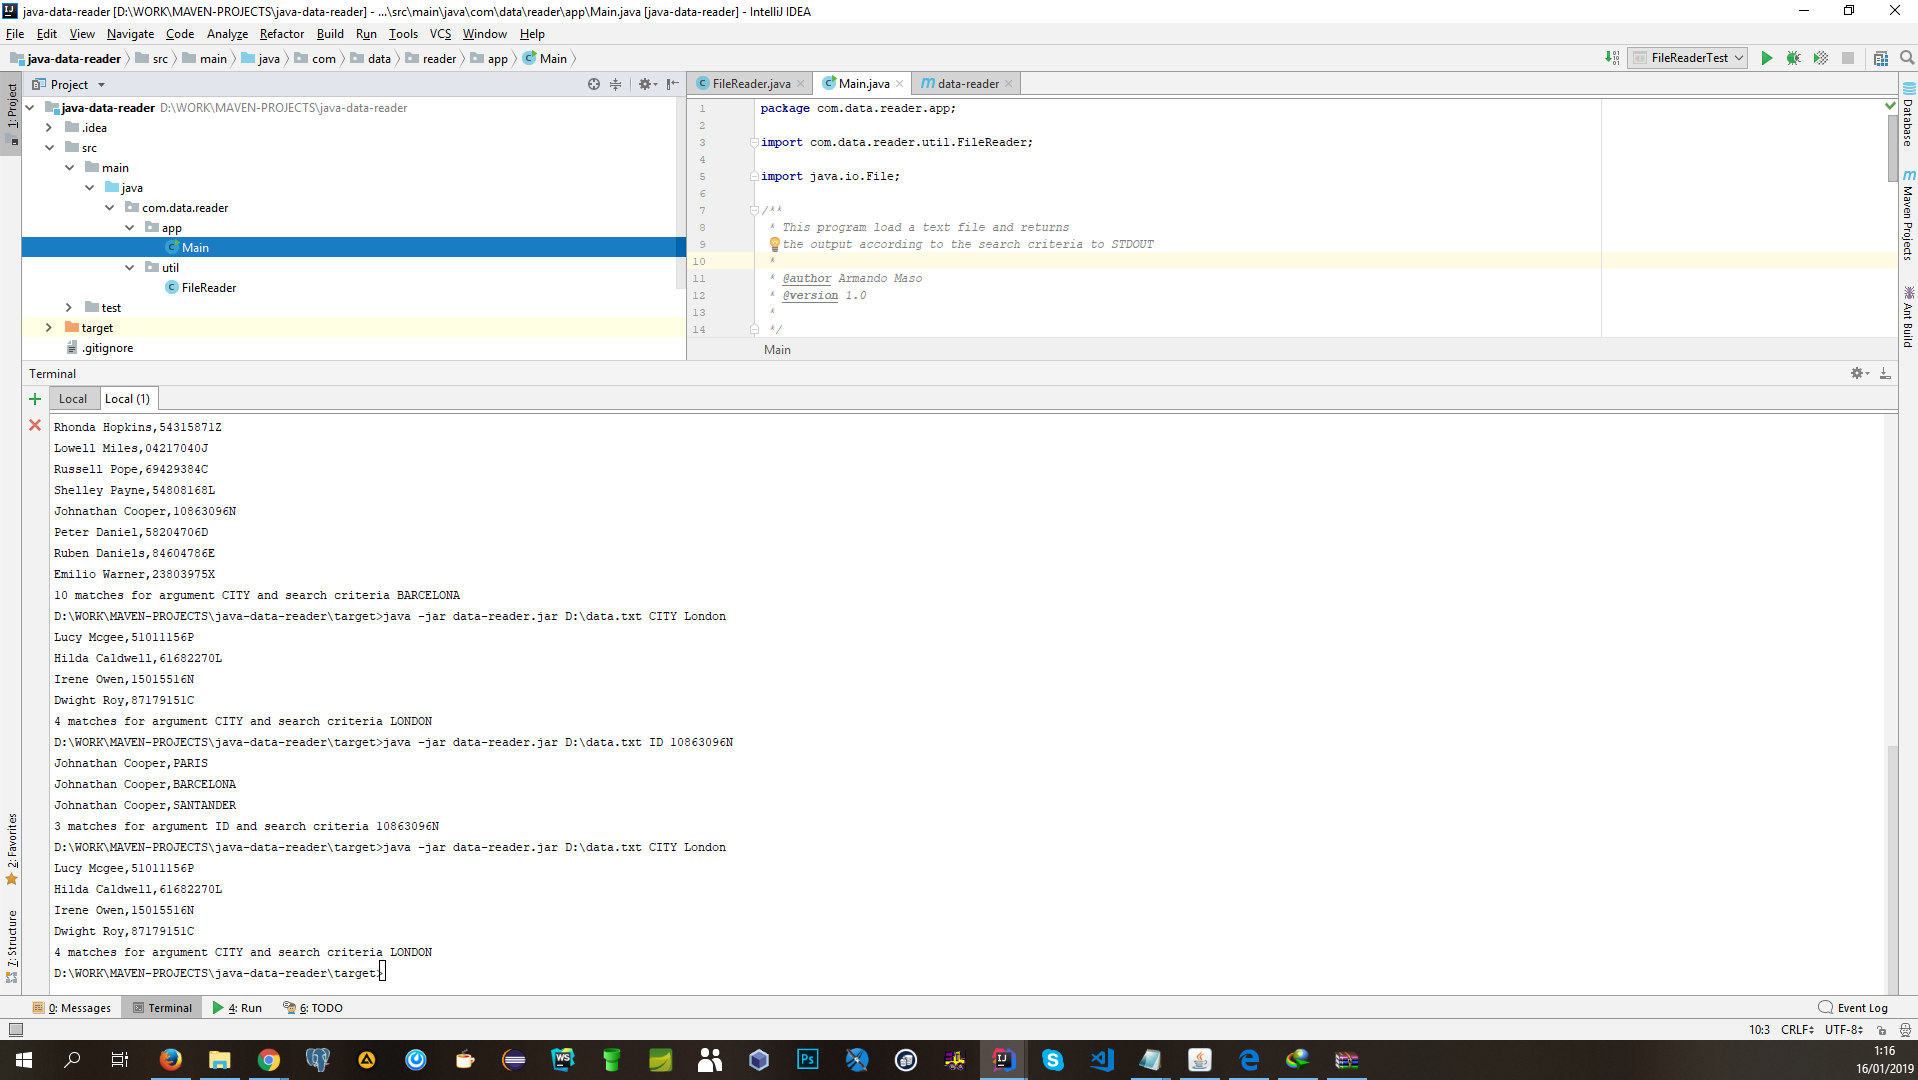 java-data-reader [D:\WORK\MAVEN-PROJECTS\java-data-reader] - ...\src\main\java\com\data\reader\app\Main.java [java-data-reader] - IntelliJ IDEA
File Edit View Navigate Code Analyze Refactor Build Run Tools VCS Window Help
java-data-reader src main java com data reader app Main FileReaderTest
1: Project
Project
FileReader.java Main.java data-reader
java-data-reader D:\WORK\MAVEN-PROJECTS\java-data-reader
.idea
src
main
java
com.data.reader
app
Main
util
FileReader
test
target
.gitignore
1 package com.data.reader.app;
2
3 import com.data.reader.util.FileReader;
4
5 import java.io.File;
6
7 /**
8 * This program load a text file and returns
9 the output according to the search criteria to STDOUT
10 *
11 * @author Armando Maso
12 * @version 1.0
13 *
14 */
Main
Database
Maven Projects
Ant Build
Terminal
Local Local (1)
Rhonda Hopkins,54315871Z
Lowell Miles,04217040J
Russell Pope,69429384C
Shelley Payne,54808168L
Johnathan Cooper,10863096N
Peter Daniel,58204706D
Ruben Daniels,84604786E
Emilio Warner,23803975X
10 matches for argument CITY and search criteria BARCELONA
D:\WORK\MAVEN-PROJECTS\java-data-reader\target>java -jar data-reader.jar D:\data.txt CITY London
Lucy Mcgee,51011156P
Hilda Caldwell,61682270L
Irene Owen,15015516N
Dwight Roy,87179151C
4 matches for argument CITY and search criteria LONDON
D:\WORK\MAVEN-PROJECTS\java-data-reader\target>java -jar data-reader.jar D:\data.txt ID 10863096N
Johnathan Cooper,PARIS
Johnathan Cooper,BARCELONA
Johnathan Cooper,SANTANDER
3 matches for argument ID and search criteria 10863096N
D:\WORK\MAVEN-PROJECTS\java-data-reader\target>java -jar data-reader.jar D:\data.txt CITY London
Lucy Mcgee,51011156P
Hilda Caldwell,61682270L
Irene Owen,15015516N
Dwight Roy,87179151C
4 matches for argument CITY and search criteria LONDON
D:\WORK\MAVEN-PROJECTS\java-data-reader\target>
2: Favorites
7: Structure
0: Messages Terminal 4: Run 6: TODO Event Log
10:3 CRLF UTF-8
1:16
16/01/2019